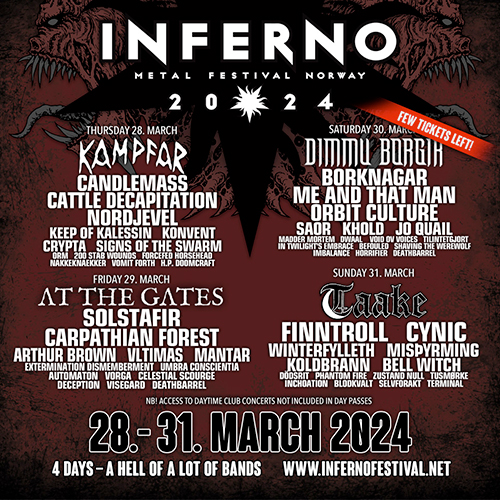 INFERNO
METAL FESTIVAL NORWAY
2024
FEW TICKETS LEFT!
THURSDAY 28. MARCH
KAMPFAR
CANDLEMASS
CATTLE DECAPITATION
NORDJEVEL
KEEP OF KALESSIN KONVENT
CRYPTA SIGNS OF THE SWARM
ORM 200 STAB WOUNDS FORCEFED HORSEHEAD
NAKKEKNAEKKER VOMIT FORTH H.P. DOOMCRAFT
SATURDAY 30. MARCH
DIMMU BORGIR
BORKNAGAR
ME AND THAT MAN
ORBIT CULTURE
SAOR KHOLD JO QUAIL
MADDER MORTEM DWAAL VOID OV VOICES TILINTETGJORT
IN TWILIGHT'S EMBRACE BEFOULED SHAVING THE WEREWOLF
IMBALANCE HORRIFIER DEATHBARREL
FRIDAY 29. MARCH
AT THE GATES
SOLSTAFIR
CARPATHIAN FOREST
ARTHUR BROWN VLTIMAS MANTAR
EXTERMINATION DISMEMBERMENT UMBRA CONSCIENTIA
AUTOMATON VORGA CELESTIAL SCOURGE
DECEPTION VISEGARD DEATHBARREL
SUNDAY 31. MARCH
Taake
FINNTROLL CYNIC
WINTERFYLLETH MISÞYRMING
KOLDBRANN BELL WITCH
DÖDSRIT PHANTOM FIRE ZUSTAND NULL TUSMØRKE
INCHOATION BLODKVALT SELVFORAKT TERMINAL
NB! ACCESS TO DAYTIME CLUB CONCERTS NOT INCLUDED IN DAY PASSES
28.- 31. MARCH 2024
4 DAYS – A HELL OF A LOT OF BANDS WWW.INFERNOFESTIVAL.NET